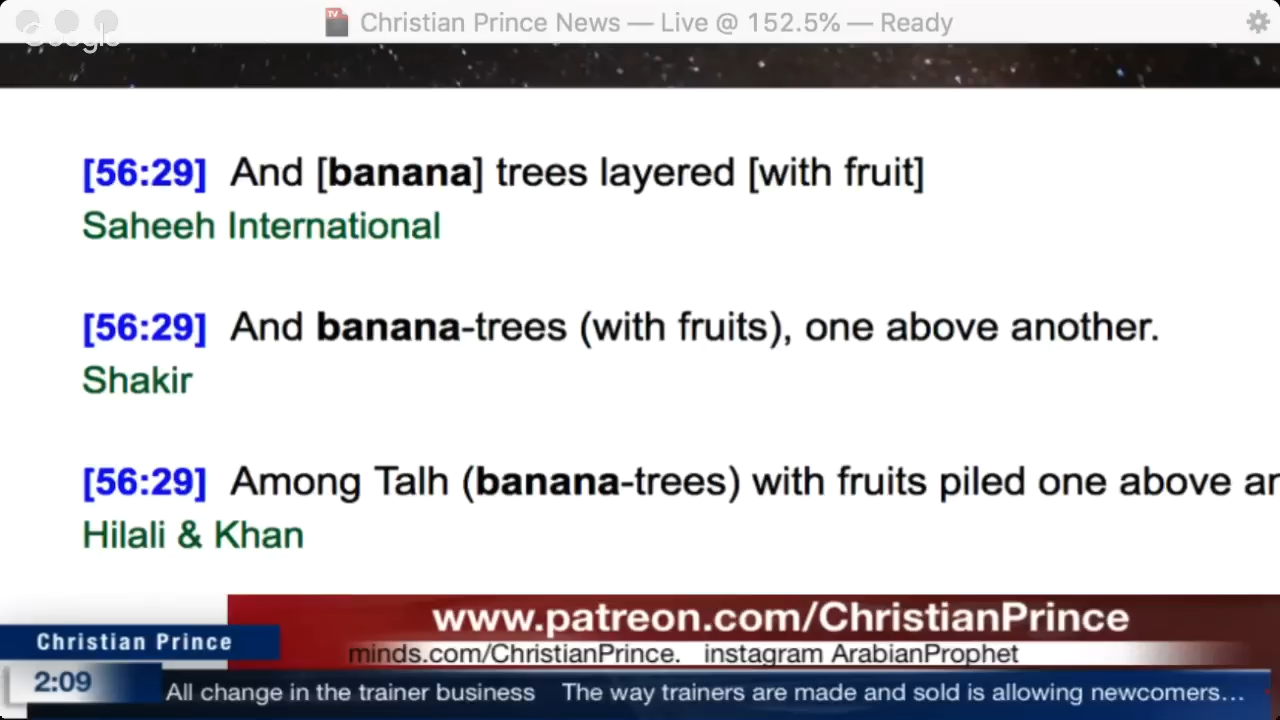 Christian Prince News — Live @ 152.5% — Ready
Google
[56:29] And [banana] trees layered [with fruit]
Saheeh International
[56:29] And banana-trees (with fruits), one above another.
Shakir
[56:29] Among Talh (banana-trees) with fruits piled one above
Hilali & Khan
www.patreon.com/ChristianPrince
Christian Prince
minds.com/ChristianPrince. instagram ArabianProphet
2:09
All change in the trainer business The way trainers are made and sold is allowing newcomers...